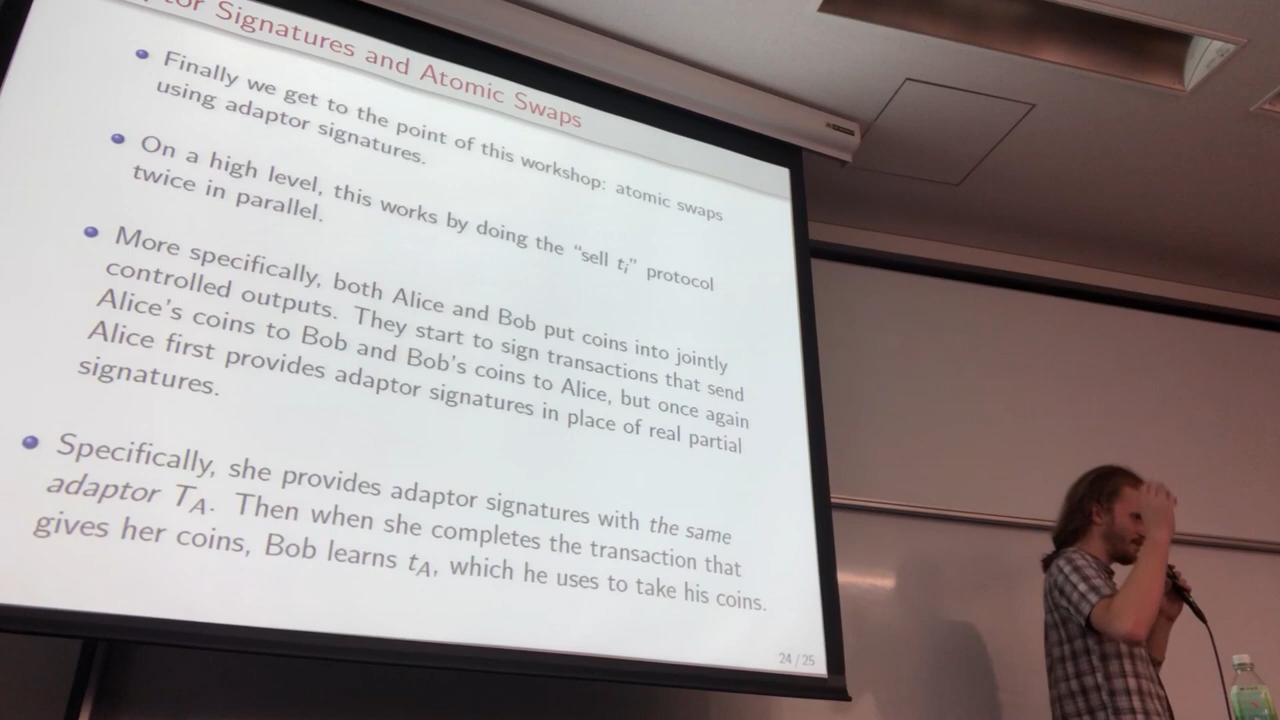 tor Signatures and Atomic Swaps
Finally we get to the point of this workshop: atomic swaps
using adaptor signatures.
On a high level, this works by doing the “sell tᵢ” protocol
twice in parallel.
More specifically, both Alice and Bob put coins into jointly
controlled outputs. They start to sign transactions that send
Alice's coins to Bob and Bob's coins to Alice, but once again
Alice first provides adaptor signatures in place of real partial
signatures.
Specifically, she provides adaptor signatures with the same
adaptor T_A. Then when she completes the transaction that
gives her coins, Bob learns t_A, which he uses to take his coins.
24 / 25